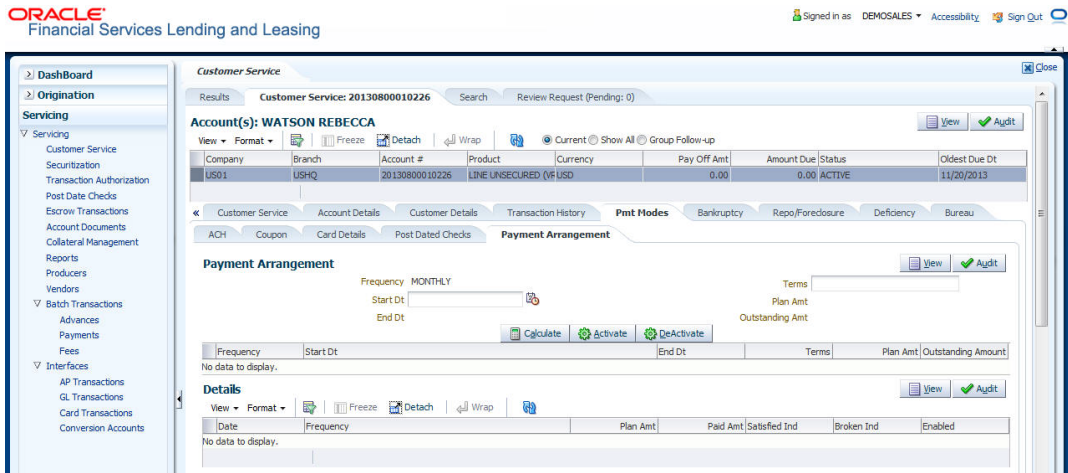 ORACLE
Financial Services Lending and Leasing
Signed in as DEMOSALES Accessibility Sign Out
Close
DashBoard
Origination
Servicing
Servicing
Customer Service
Securitization
Transaction Authorization
Post Date Checks
Escrow Transactions
Account Documents
Collateral Management
Reports
Producers
Vendors
Batch Transactions
Advances
Payments
Fees
Interfaces
AP Transactions
GL Transactions
Card Transactions
Conversion Accounts
Customer Service
Results Customer Service: 20130800010226 Search Review Request (Pending: 0)
Account(s): WATSON REBECCA
View Audit
View Format Freeze Detach Wrap Current Show All Group Follow-up
Company Branch Account # Product Currency Pay Off Amt Amount Due Status Oldest Due Dt
US01 USHQ 20130800010226 LINE UNSECURED (VR USD 0.00 0.00 ACTIVE 11/20/2013
« Customer Service Account Details Customer Details Transaction History Pmt Modes Bankruptcy Repo/Foreclosure Deficiency Bureau
ACH Coupon Card Details Post Dated Checks Payment Arrangement
Payment Arrangement
View Audit
Frequency MONTHLY
Terms
Start Dt
Plan Amt
End Dt
Outstanding Amt
Calculate Activate DeActivate
Frequency Start Dt End Dt Terms Plan Amt Outstanding Amount
No data to display.
Details
View Audit
View Format Freeze Detach Wrap
Date Frequency Plan Amt Paid Amt Satisfied Ind Broken Ind Enabled
No data to display.